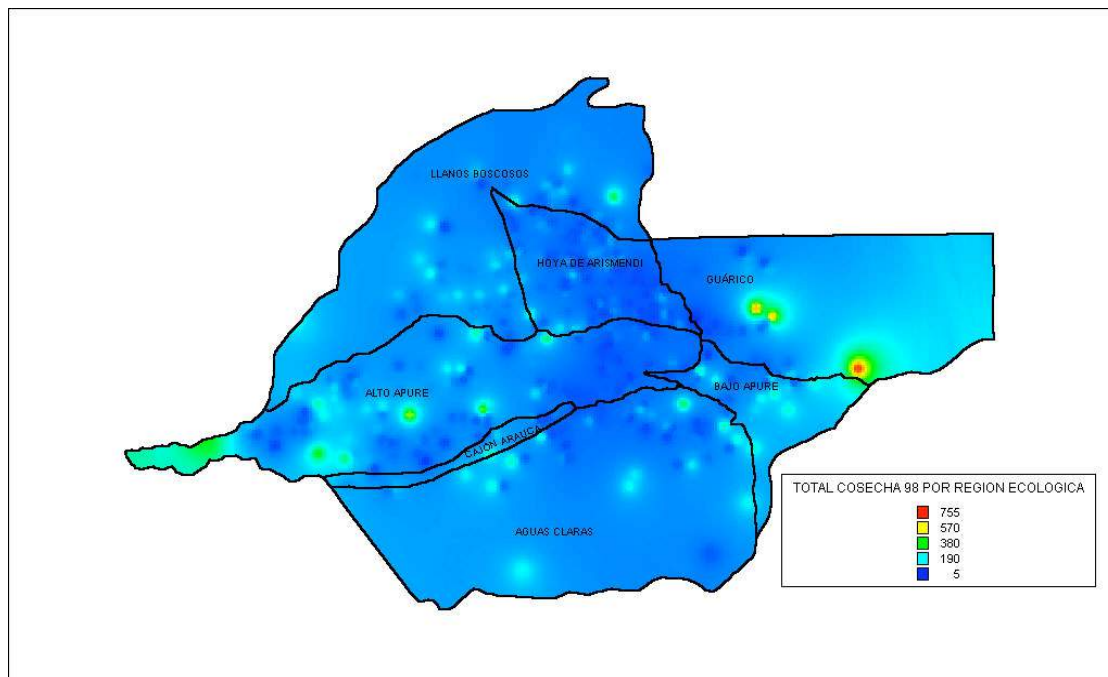 LLANOS BOSCOSOS
HOYA DE ARISMENDI
GUÁRICO
ALTO APURE
BAJO APURE
CAJÓN ARAUCA
AGUAS CLARAS
TOTAL COSECHA 98 POR REGION ECOLOGICA
755
570
380
190
5